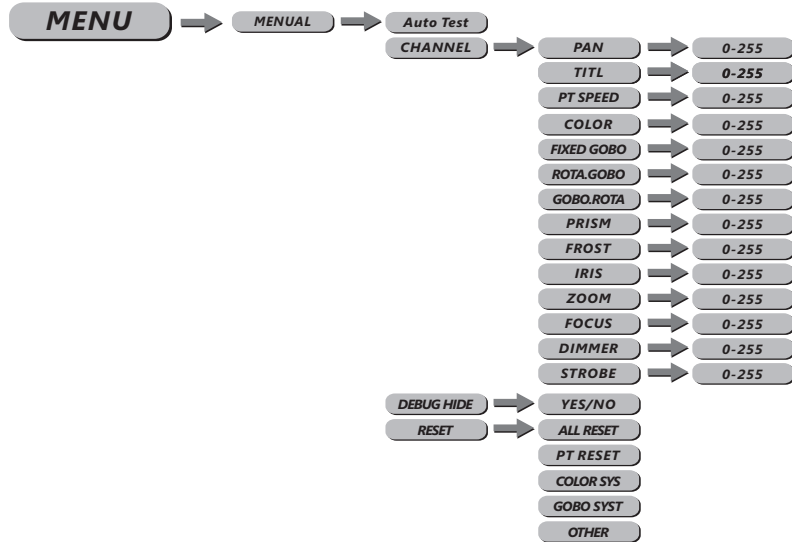 MENU MENUAL Auto Test
CHANNEL PAN 0-255
TITL 0-255
PT SPEED 0-255
COLOR 0-255
FIXED GOBO 0-255
ROTA.GOBO 0-255
GOBO.ROTA 0-255
PRISM 0-255
FROST 0-255
IRIS 0-255
ZOOM 0-255
FOCUS 0-255
DIMMER 0-255
STROBE 0-255
DEBUG HIDE YES/NO
RESET ALL RESET
PT RESET
COLOR SYS
GOBO SYST
OTHER